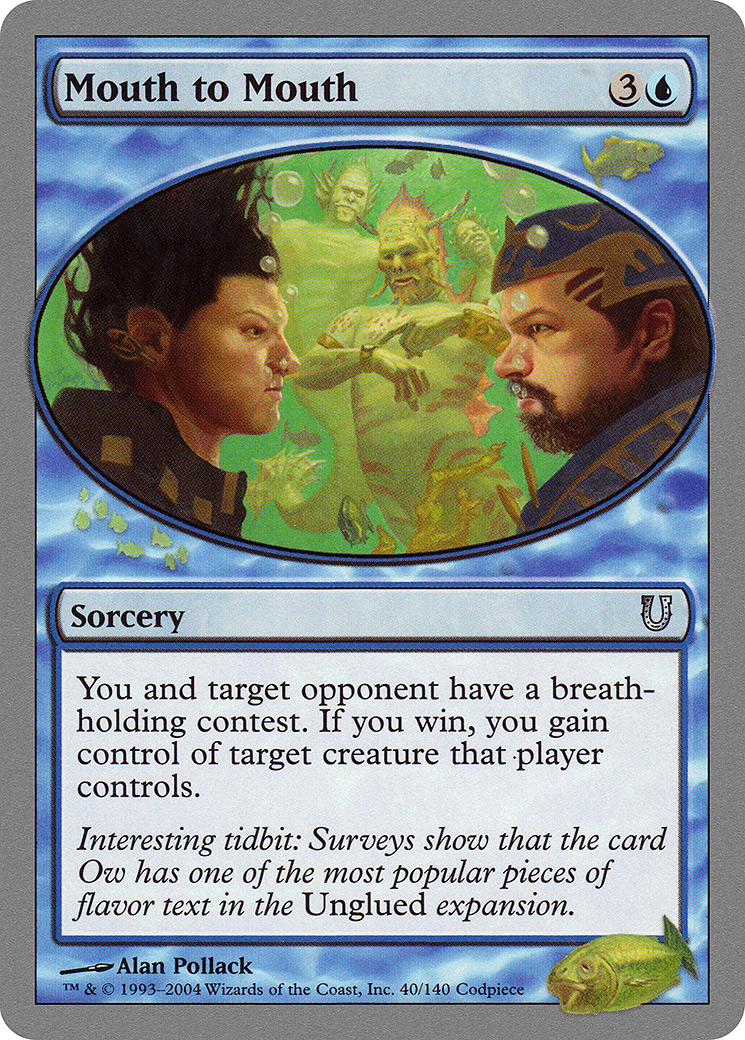 Mouth to Mouth 3
Sorcery
You and target opponent have a breath-
holding contest. If you win, you gain
control of target creature that player
controls.
Interesting tidbit: Surveys show that the card
Ow has one of the most popular pieces of
flavor text in the Unglued expansion.
Alan Pollack
™ & © 1993–2004 Wizards of the Coast, Inc. 40/140 Codpiece